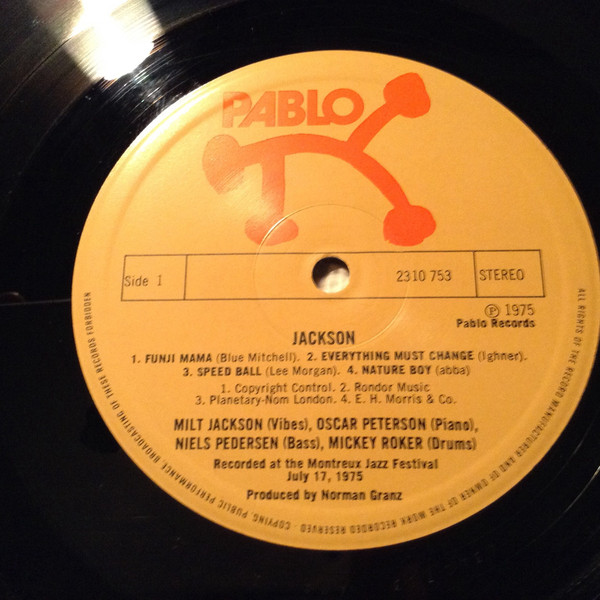 PABLO
Side 1
2310 753
STEREO
℗ 1975
Pablo Records
JACKSON
1. FUNJI MAMA (Blue Mitchell). 2. EVERYTHING MUST CHANGE (Ighner).
3. SPEED BALL (Lee Morgan). 4. NATURE BOY (abba)
1. Copyright Control. 2. Rondor Music
3. Planetary-Nom London. 4. E. H. Morris & Co.
MILT JACKSON (Vibes), OSCAR PETERSON (Piano),
NIELS PEDERSEN (Bass), MICKEY ROKER (Drums)
Recorded at the Montreux Jazz Festival
July 17, 1975
Produced by Norman Granz
ALL RIGHTS OF THE RECORD MANUFACTURER AND OF OWNER OF THE WORK RECORDED RESERVED · COPYING, PUBLIC PERFORMANCE BROADCASTING OF THESE RECORDS FORBIDDEN